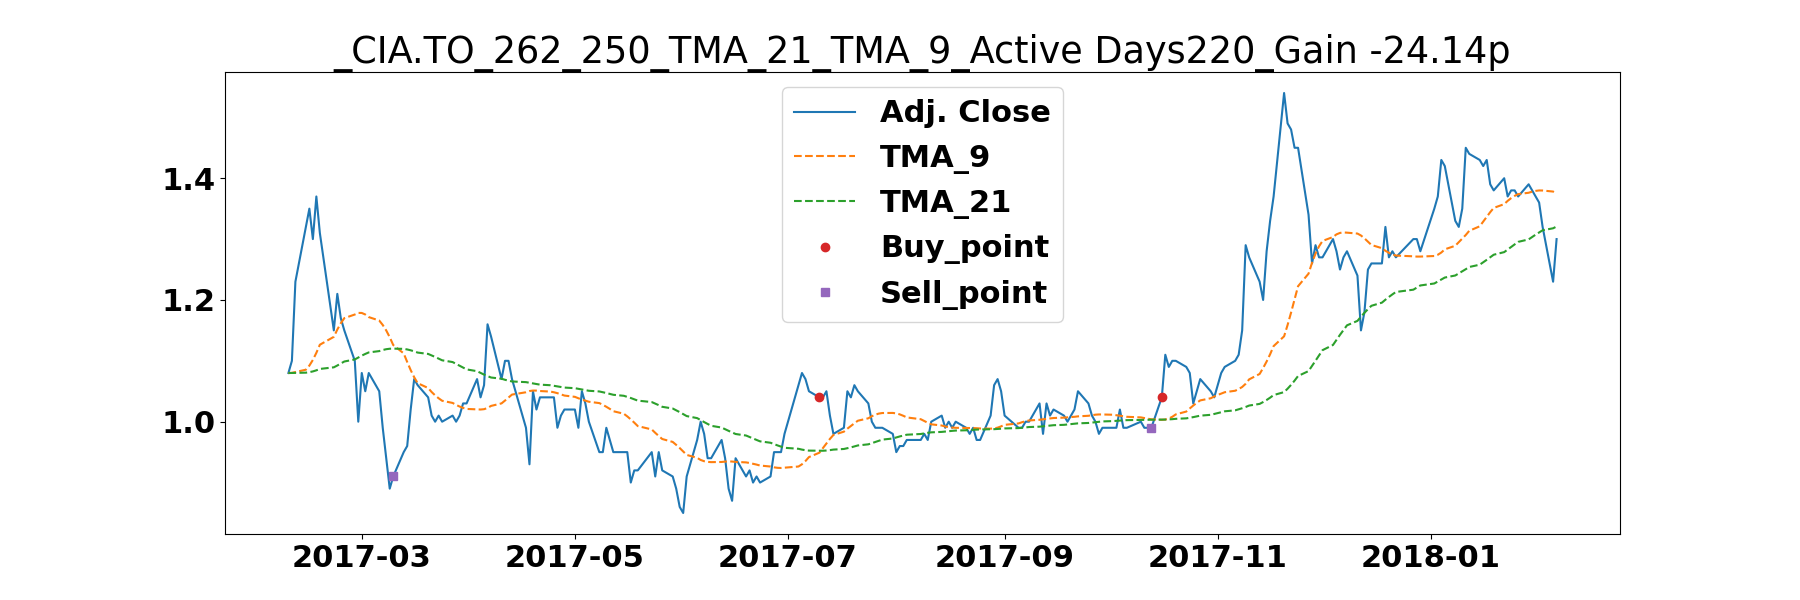 _CIA.TO_262_250_TMA_21_TMA_9_Active Days220_Gain -24.14p
Adj. Close
TMA_9
TMA_21
Buy_point
Sell_point
1.4
1.2
1.0
2017-03 2017-05 2017-07 2017-09 2017-11 2018-01